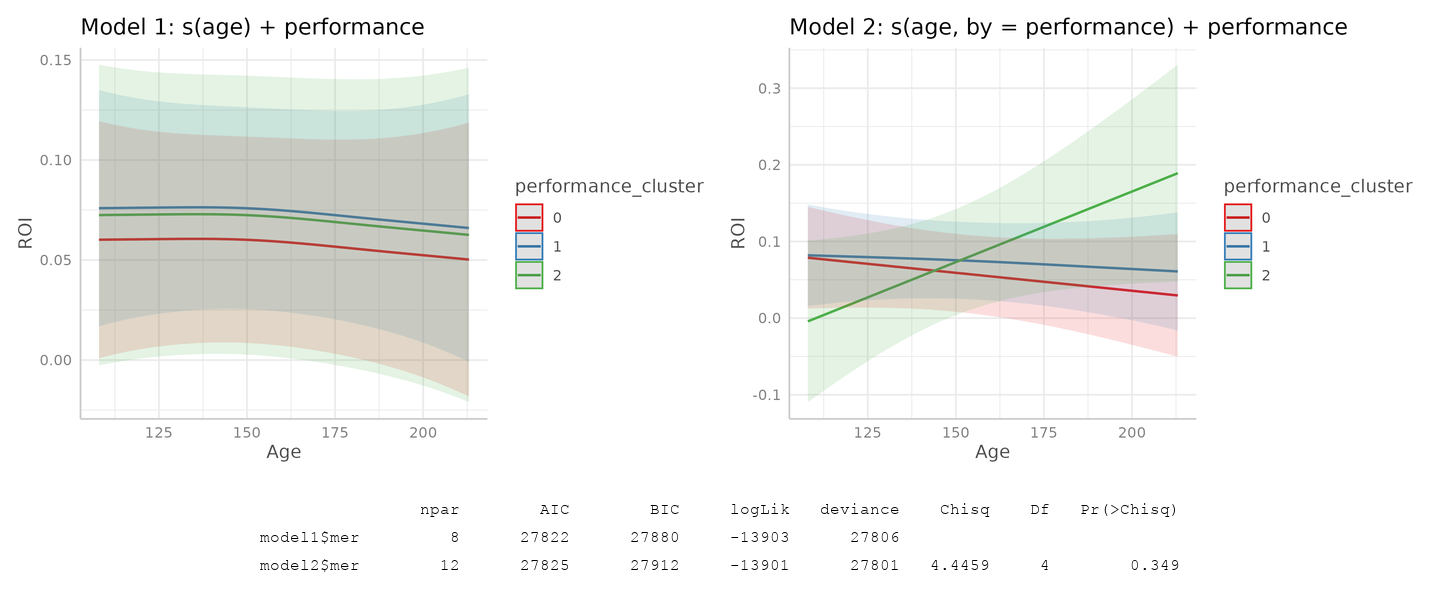 Model 1: s(age) + performance
0.15
0.10
0.05
0.00
ROI
125 150 175 200
Age
performance_cluster
0
1
2
Model 2: s(age, by = performance) + performance
0.3
0.2
0.1
0.0
-0.1
ROI
125 150 175 200
Age
performance_cluster
0
1
2
npar AIC BIC logLik deviance Chisq Df Pr(>Chisq)
model1$mer 8 27822 27880 -13903 27806
model2$mer 12 27825 27912 -13901 27801 4.4459 4 0.349